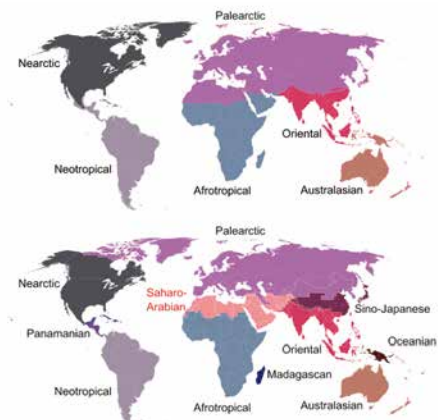 Palearctic
Nearctic
Oriental
Neotropical
Afrotropical
Australasian
Palearctic
Nearctic
Saharo-
Arabian
Sino-Japanese
Panamanian
Oceanian
Oriental
Madagascan
Neotropical
Australasian
Afrotropical